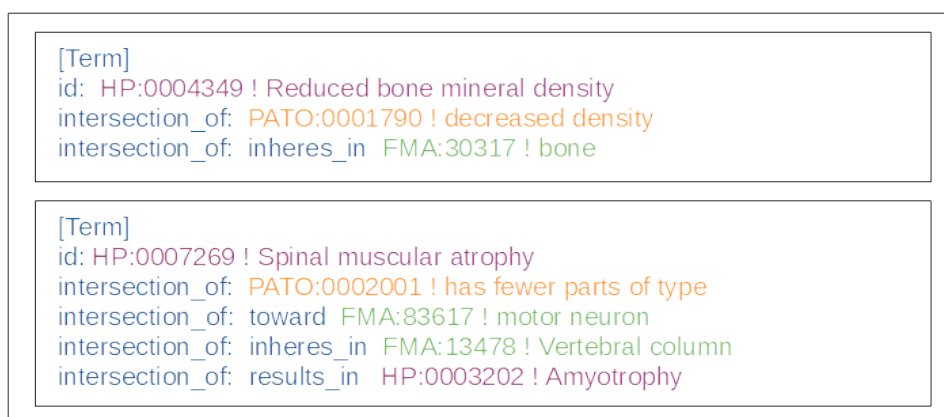 [Term]
id: HP:0004349 ! Reduced bone mineral density
intersection_of: PATO:0001790 ! decreased density
intersection_of: inheres_in FMA:30317 ! bone
[Term]
id: HP:0007269 ! Spinal muscular atrophy
intersection_of: PATO:0002001 ! has fewer parts of type
intersection_of: toward FMA:83617 ! motor neuron
intersection_of: inheres_in FMA:13478 ! Vertebral column
intersection_of: results_in HP:0003202 ! Amyotrophy